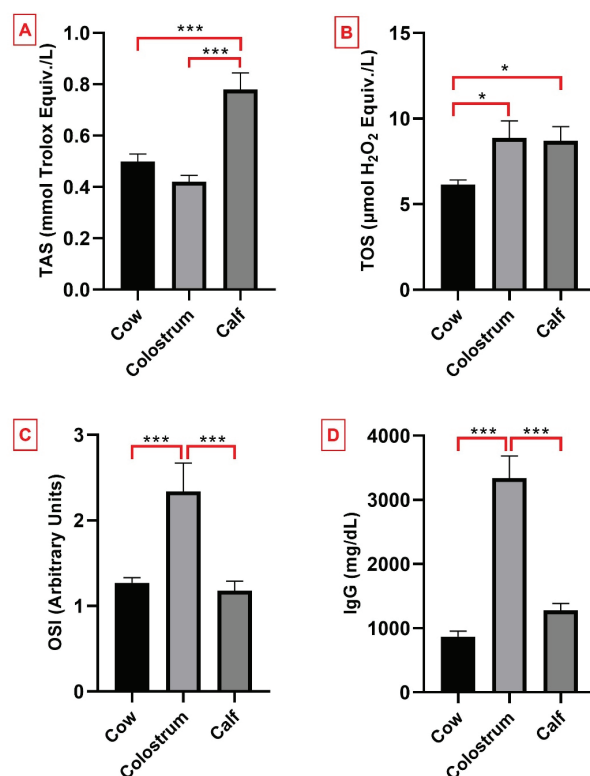 A
TAS (mmol Trolox Equiv./L)
1.0
0.8
0.6
0.4
0.2
0.0
***
***
Cow
Colostrum
Calf
B
TOS (µmol H₂O₂ Equiv./L)
15
10
5
0
*
*
Cow
Colostrum
Calf
C
OSI (Arbitrary Units)
3
2
1
0
***
***
Cow
Colostrum
Calf
D
IgG (mg/dL)
4000
3000
2000
1000
0
***
***
Cow
Colostrum
Calf